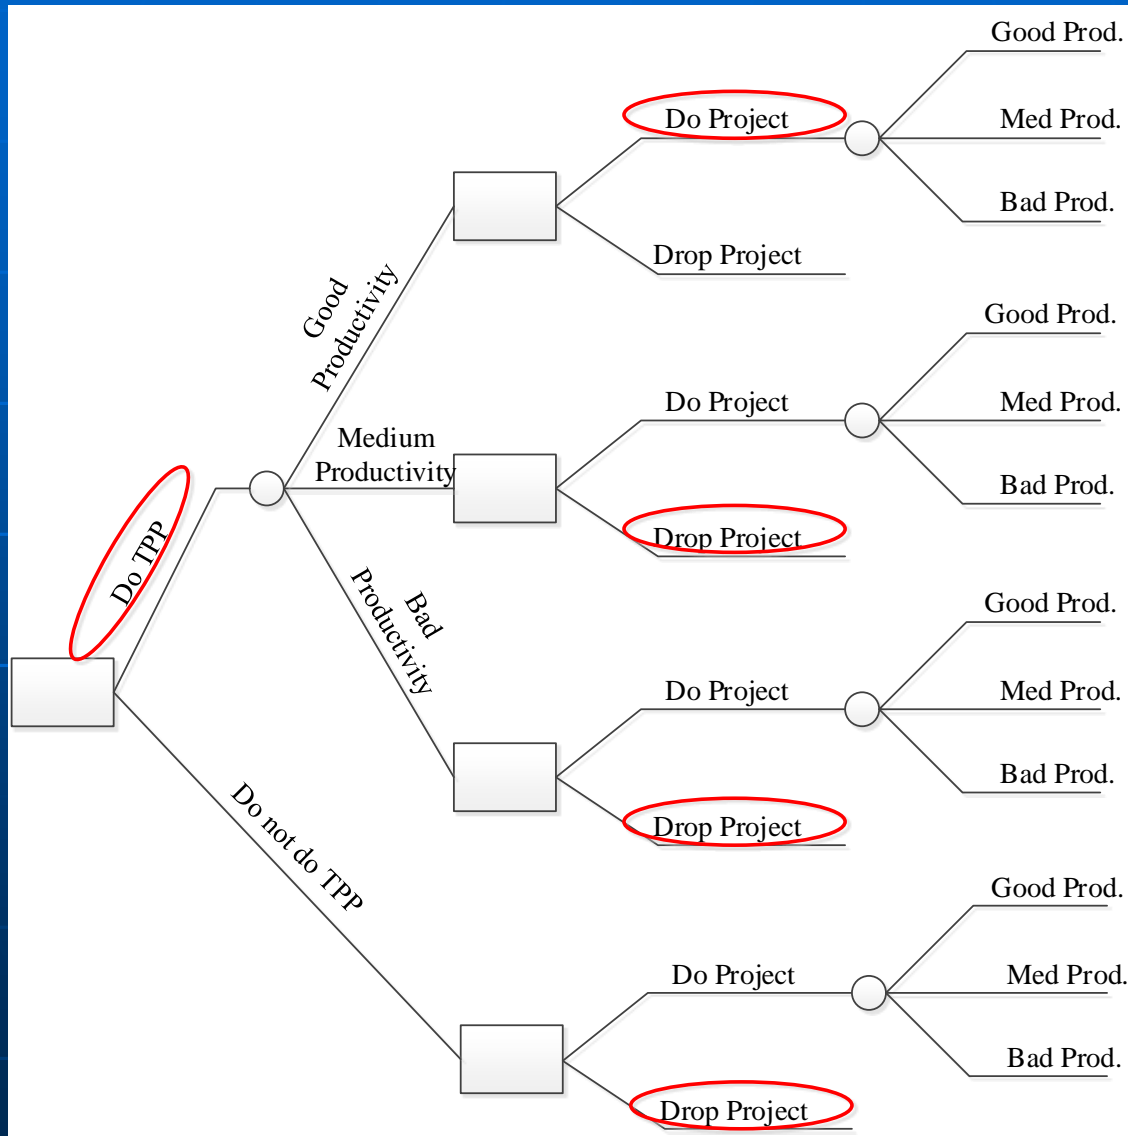 Good Prod.
Do Project
Med Prod.
Bad Prod.
Drop Project
Good
Productivity
Good Prod.
Do Project
Med Prod.
Medium
Productivity
Bad Prod.
Drop Project
Do TPP
Bad
Productivity
Good Prod.
Do Project
Med Prod.
Bad Prod.
Drop Project
Do not do TPP
Good Prod.
Do Project
Med Prod.
Bad Prod.
Drop Project